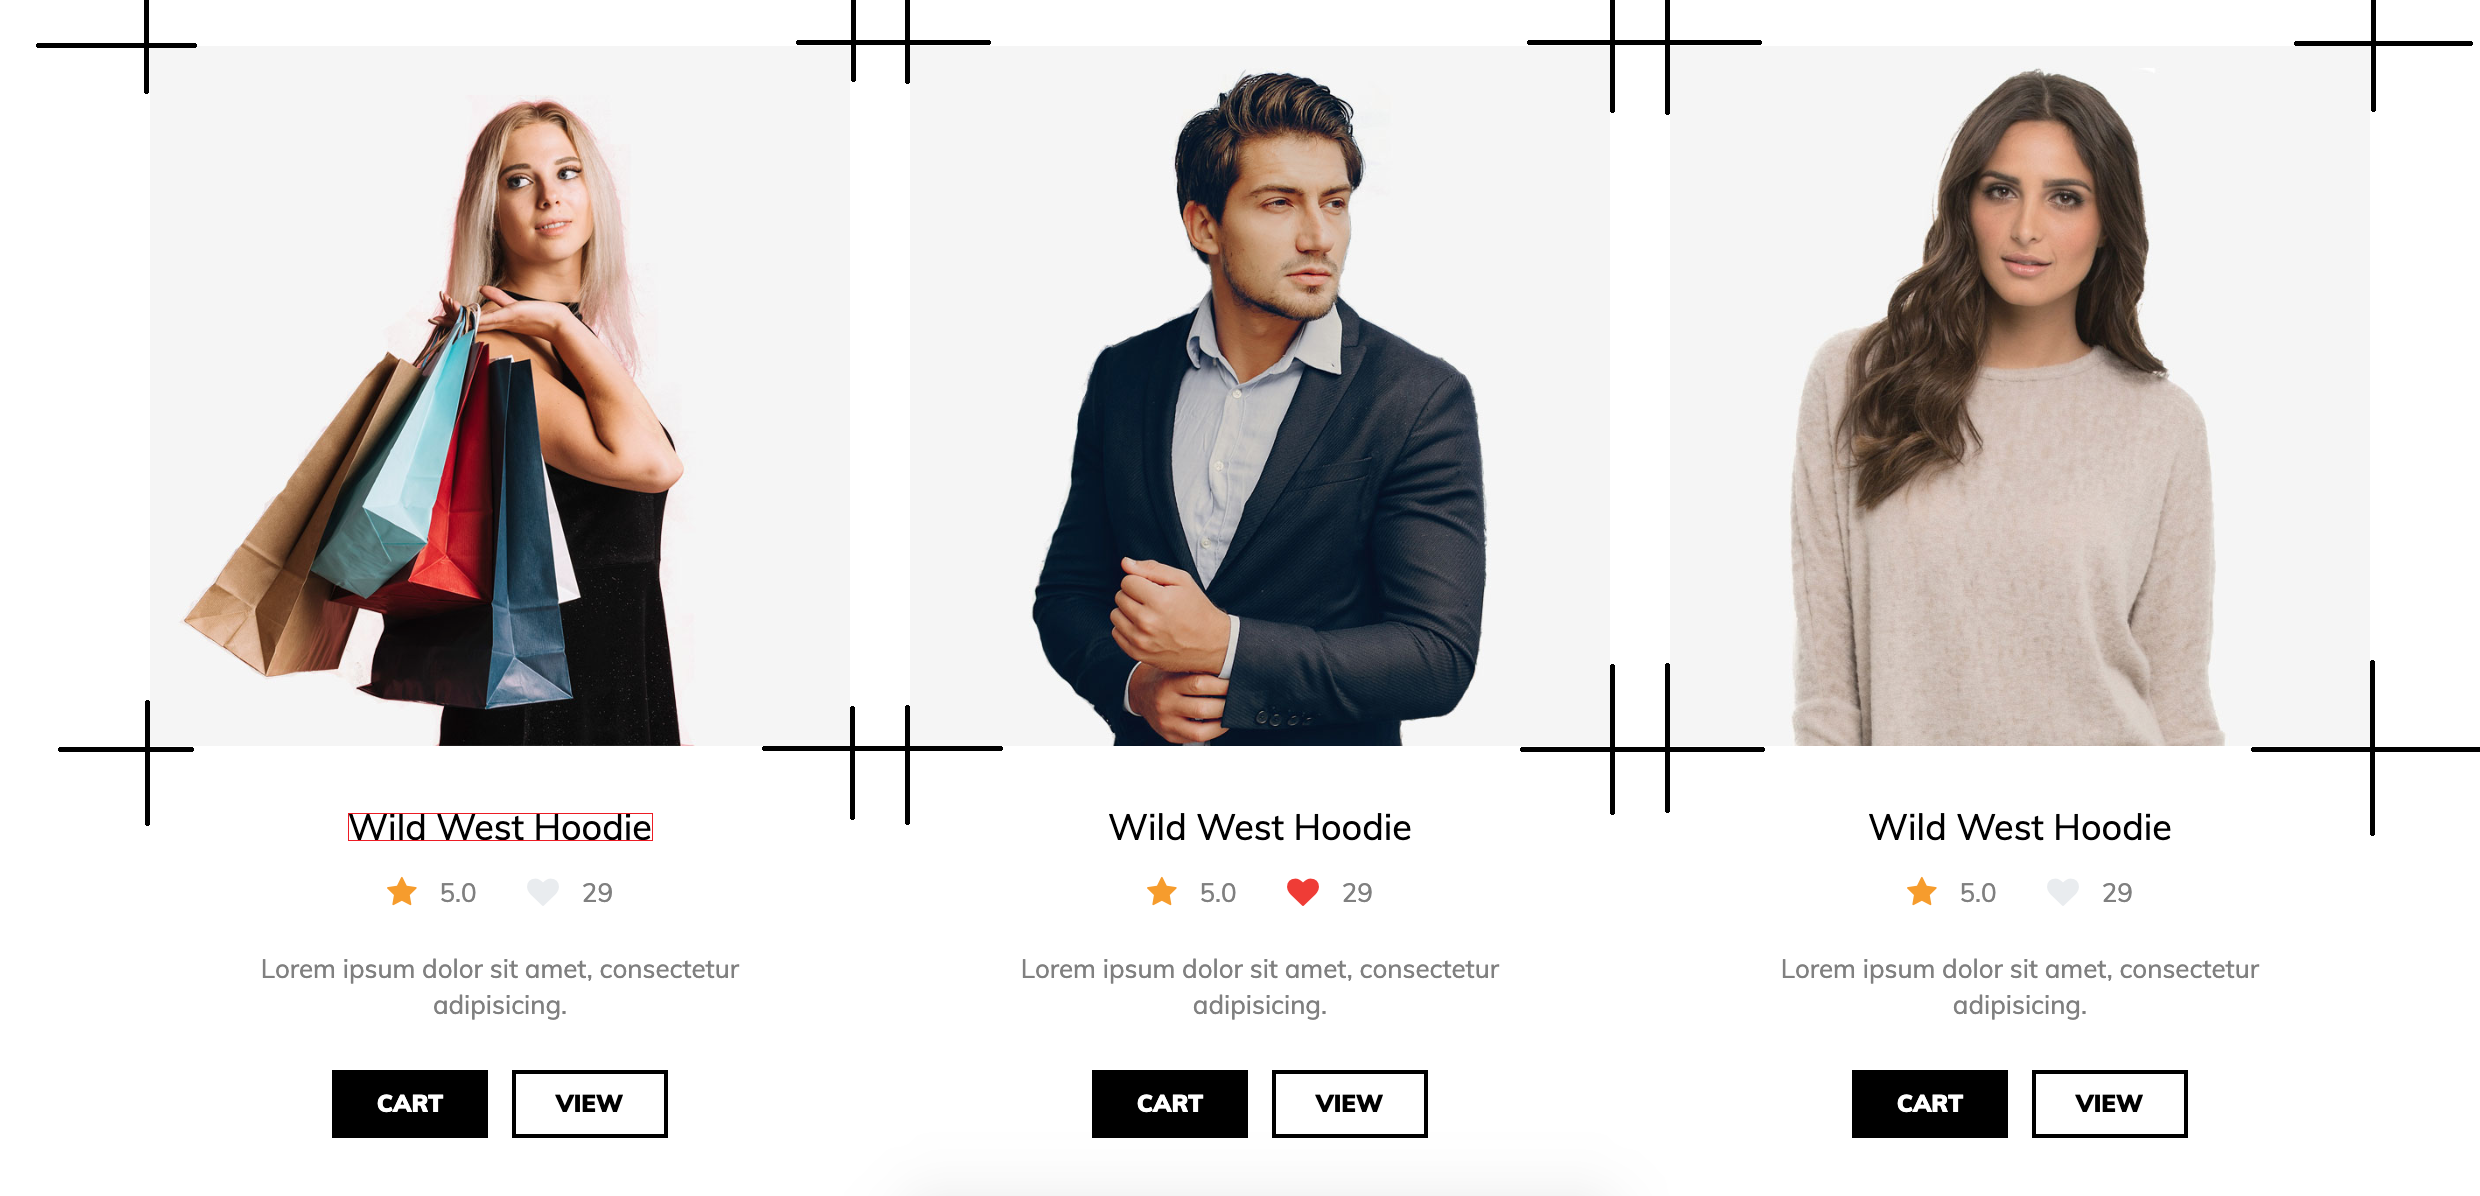 Wild West Hoodie
5.0 29
Lorem ipsum dolor sit amet, consectetur
adipisicing.
CART VIEW
Wild West Hoodie
5.0 29
Lorem ipsum dolor sit amet, consectetur
adipisicing.
CART VIEW
Wild West Hoodie
5.0 29
Lorem ipsum dolor sit amet, consectetur
adipisicing.
CART VIEW